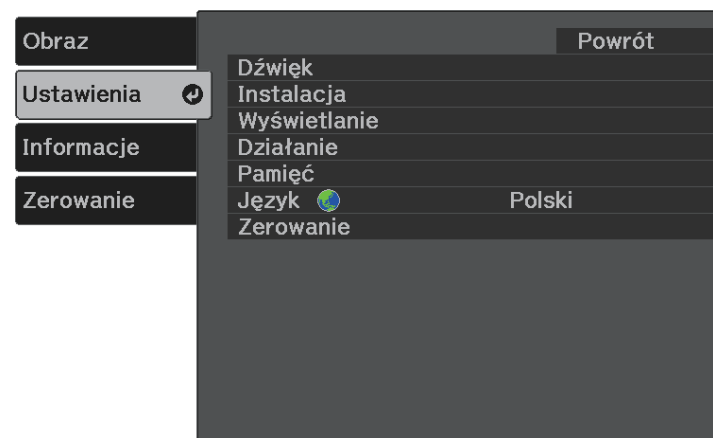 Obraz
Ustawienia
Informacje
Zerowanie
Powrót
Dźwięk
Instalacja
Wyświetlanie
Działanie
Pamięć
Język Polski
Zerowanie